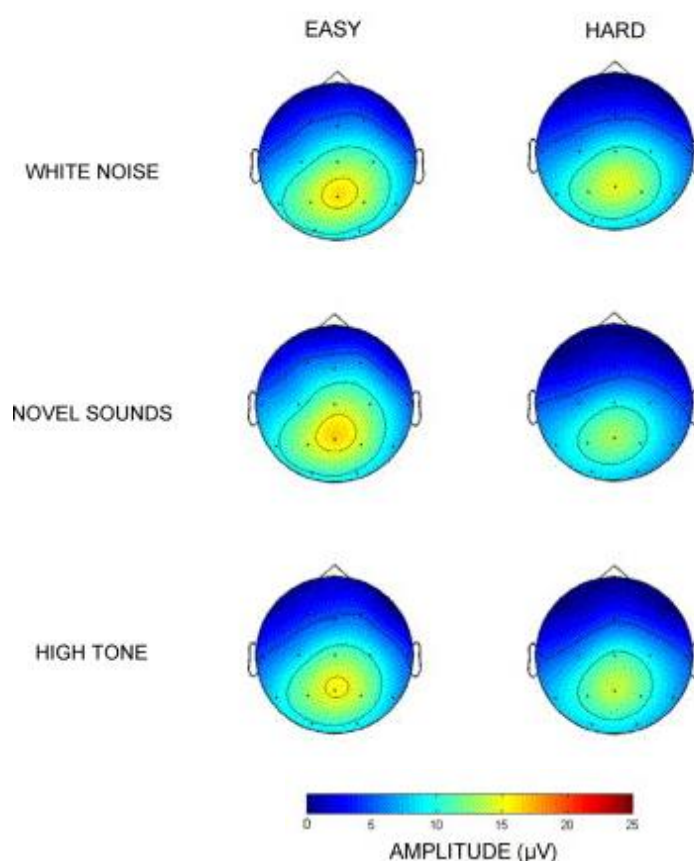 EASY HARD
WHITE NOISE
NOVEL SOUNDS
HIGH TONE
0 5 10 15 20 25
AMPLITUDE (μV)